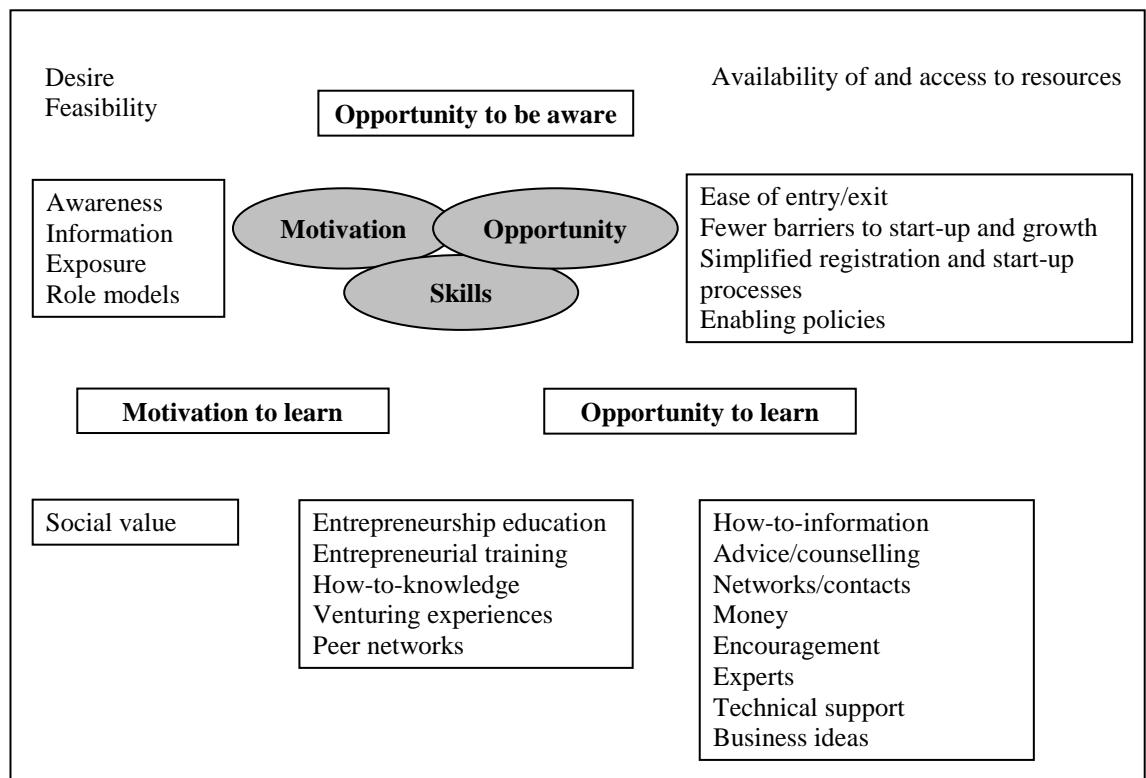 Desire
Feasibility
Availability of and access to resources
Opportunity to be aware
Awareness
Information
Exposure
Role models
Motivation
Opportunity
Skills
Ease of entry/exit
Fewer barriers to start-up and growth
Simplified registration and start-up
processes
Enabling policies
Motivation to learn
Opportunity to learn
Social value
Entrepreneurship education
Entrepreneurial training
How-to-knowledge
Venturing experiences
Peer networks
How-to-information
Advice/counselling
Networks/contacts
Money
Encouragement
Experts
Technical support
Business ideas